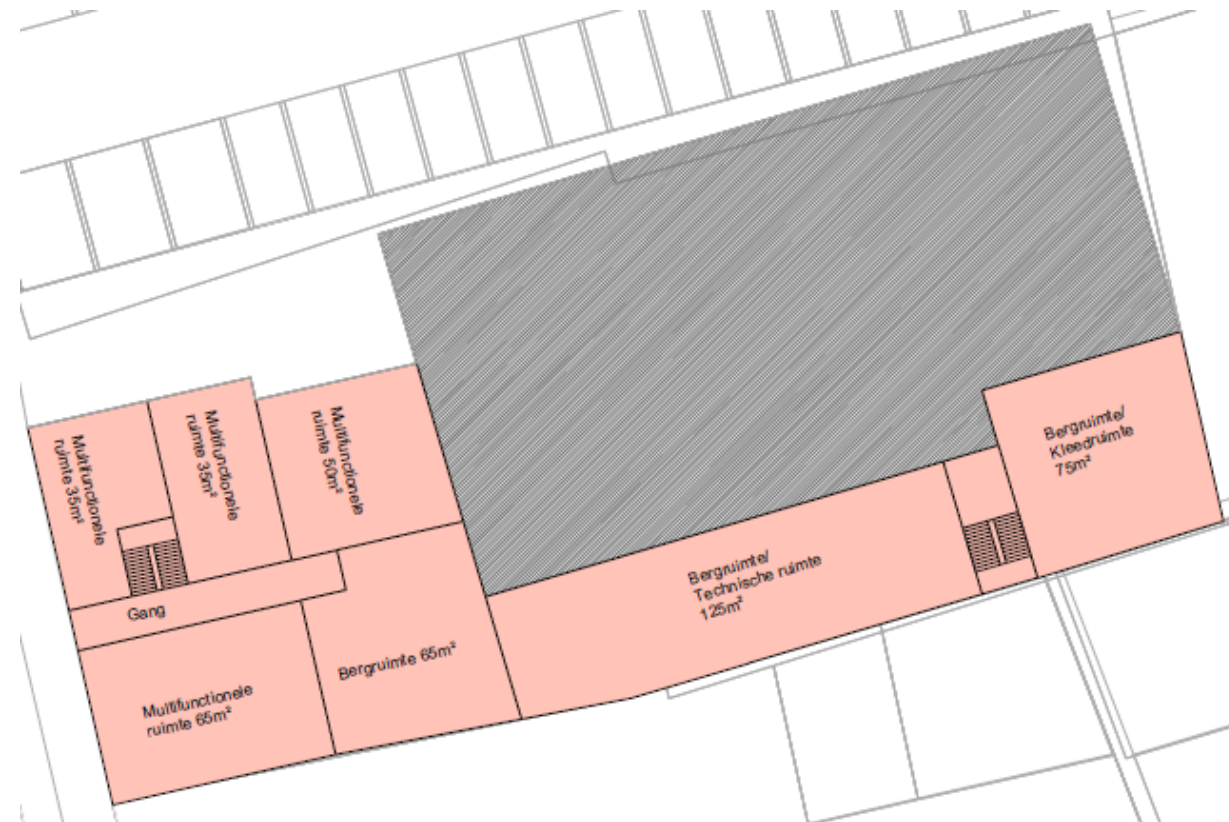 Multifunctionele
ruimte 35m²
Multifunctionele
ruimte 35m²
Multifunctionele
ruimte 50m²
Bergruimte/
Kleedruimte
75m²
Bergruimte/
Technische ruimte
125m²
Gang
Bergruimte 65m²
Multifunctionele
ruimte 65m²